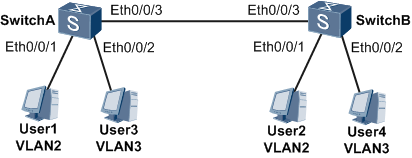 SwitchA
Eth0/0/3
Eth0/0/3
SwitchB
Eth0/0/1
Eth0/0/2
Eth0/0/1
Eth0/0/2
S
S
User1
VLAN2
User3
VLAN3
User2
VLAN2
User4
VLAN3